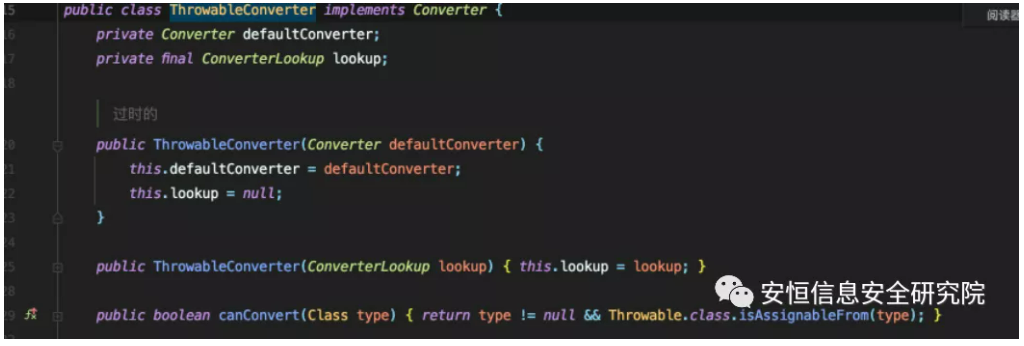 15 public class ThrowableConverter implements Converter {
阅读器
16 private Converter defaultConverter;
17 private final ConverterLookup lookup;
18
过时的
20 public ThrowableConverter(Converter defaultConverter) {
21 this.defaultConverter = defaultConverter;
22 this.lookup = null;
23 }
24
25 public ThrowableConverter(ConverterLookup lookup) { this.lookup = lookup; }
28
安恒信息安全研究院
29 public boolean canConvert(Class type) { return type != null && Throwable.class.isAssignableFrom(type); }